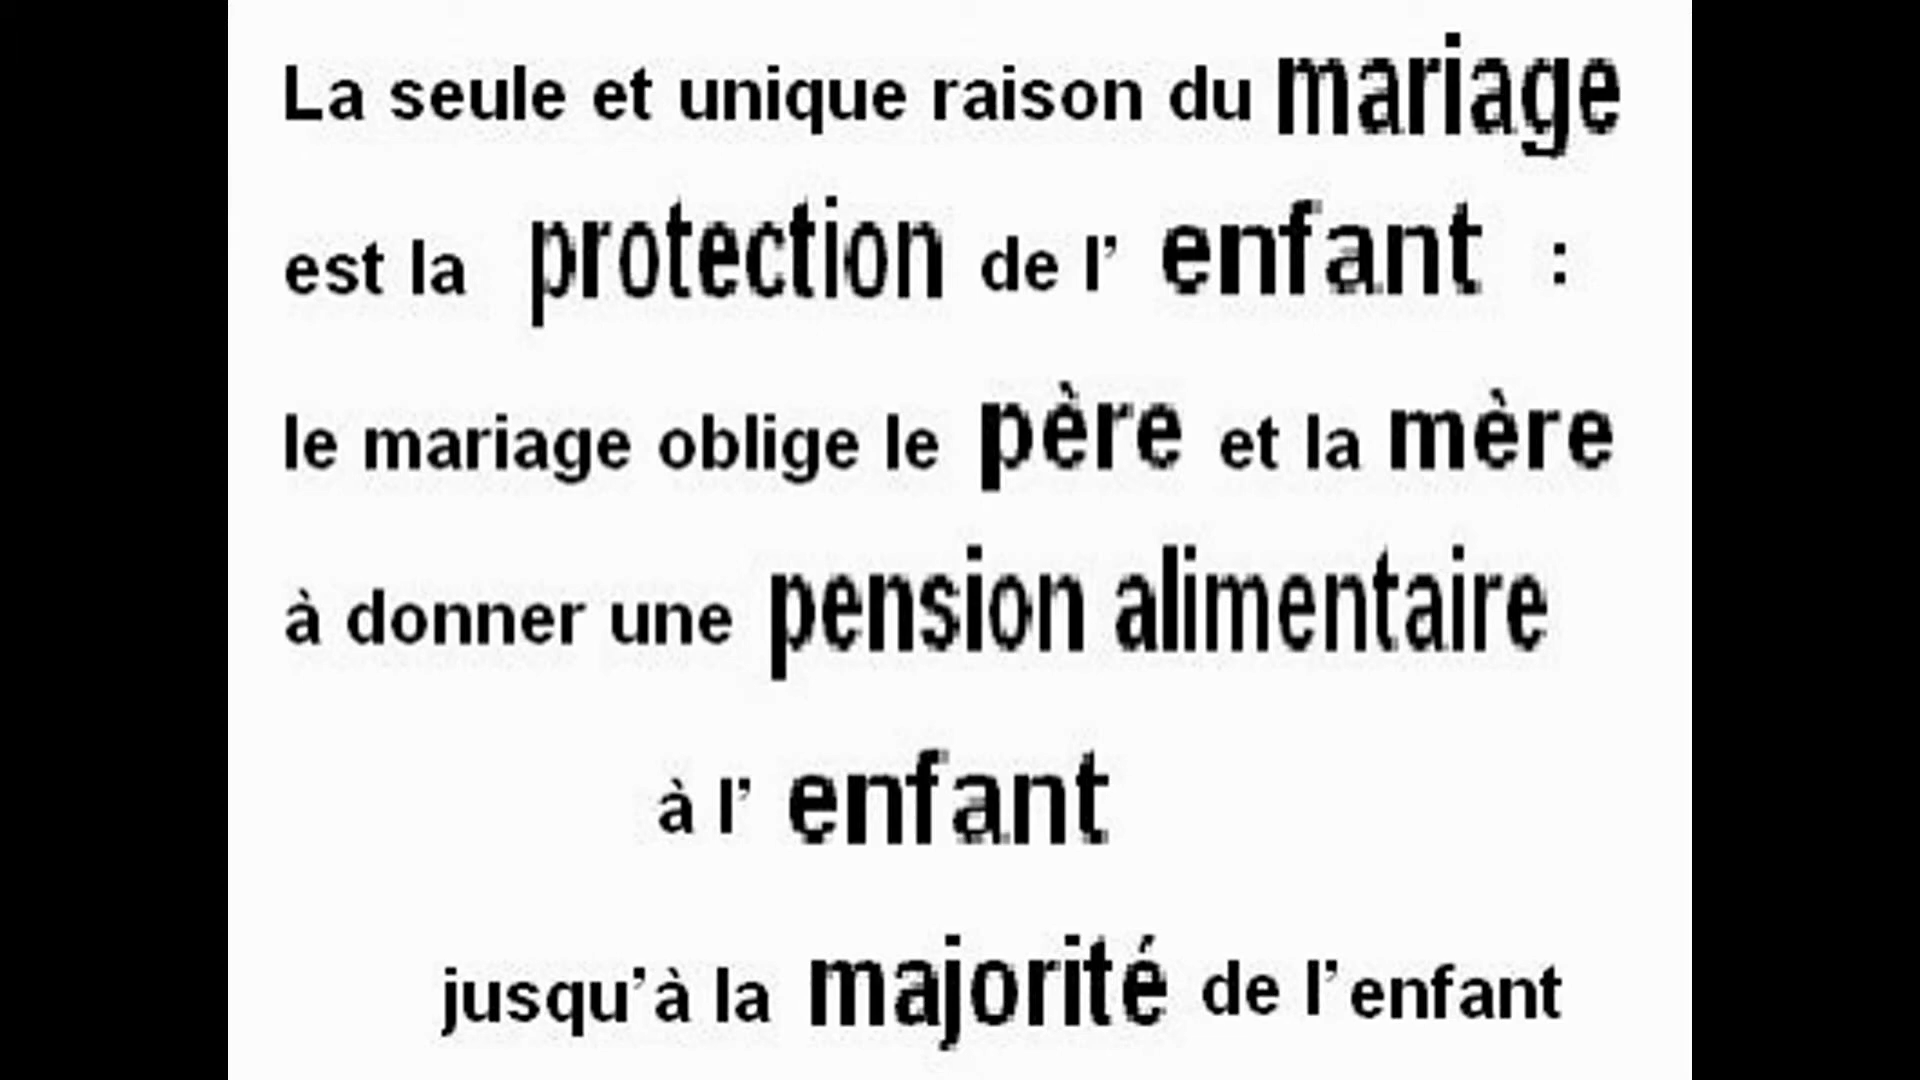 La seule et unique raison du mariage
est la protection de l’ enfant :
le mariage oblige le père et la mère
à donner une pension alimentaire
à l’ enfant
jusqu’à la majorité de l’enfant